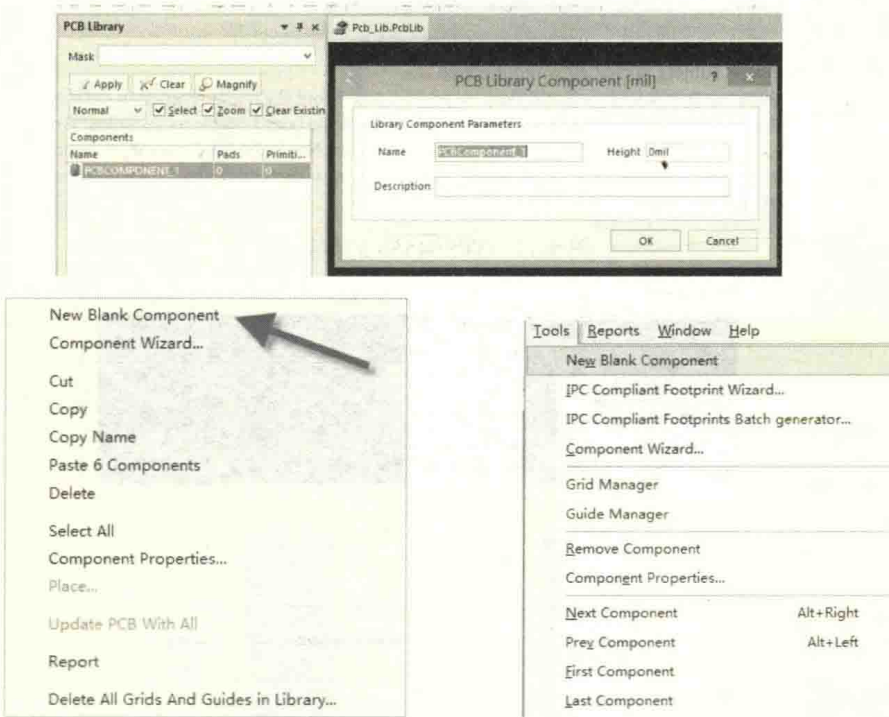 PCB Library
Pcb_Lib.PcbLib
Mask
Apply Clear Magnify
Normal Select Zoom Clear Existin
Components
Name Pads Primiti...
PCBCOMPONENT_1 0 0
PCB Library Component [mil] ? ×
Library Component Parameters
Name PCBComponent_1 Height 0mil
Description
OK Cancel
New Blank Component
Component Wizard...
Cut
Copy
Copy Name
Paste 6 Components
Delete
Select All
Component Properties...
Place...
Update PCB With All
Report
Delete All Grids And Guides in Library...
Tools Reports Window Help
New Blank Component
IPC Compliant Footprint Wizard...
IPC Compliant Footprints Batch generator...
Component Wizard...
Grid Manager
Guide Manager
Remove Component
Component Properties...
Next Component Alt+Right
Prev Component Alt+Left
First Component
Last Component